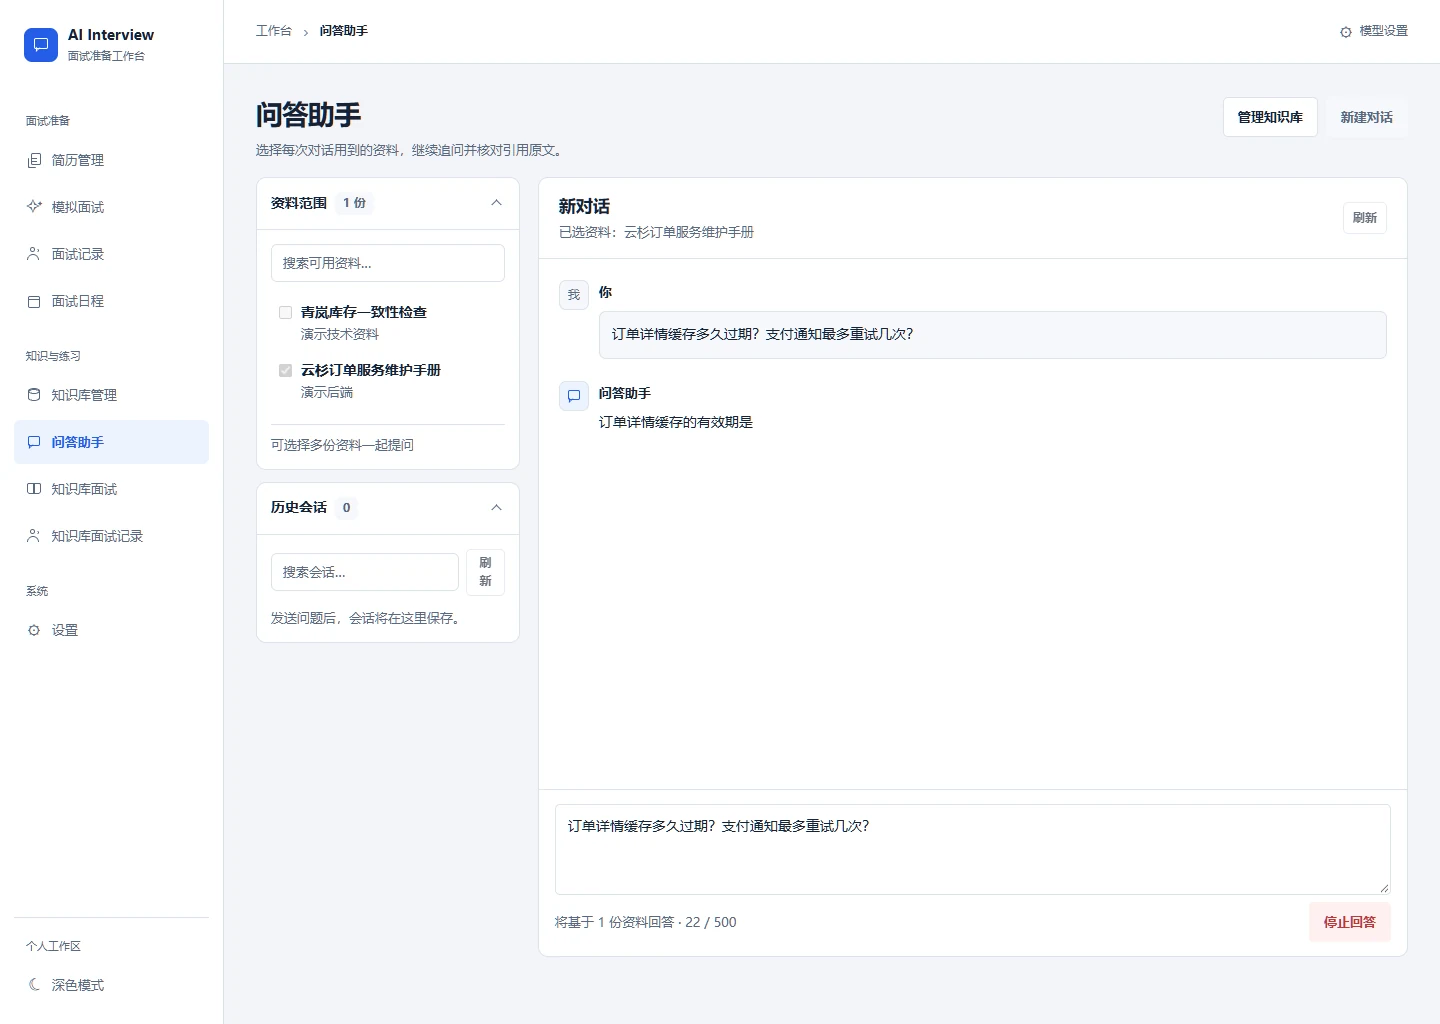 AI Interview
面试准备工作台
面试准备
简历管理
模拟面试
面试记录
面试日程
知识与练习
知识库管理
问答助手
知识库面试
知识库面试记录
系统
设置
个人工作区
深色模式
工作台 › 问答助手
模型设置
问答助手
选择每次对话用到的资料，继续追问并核对引用原文。
管理知识库
新建对话
资料范围 1 份
搜索可用资料...
青岚库存一致性检查
演示技术资料
云杉订单服务维护手册
演示后端
可选择多份资料一起提问
历史会话 0
搜索会话...
刷
新
发送问题后，会话将在这里保存。
新对话
已选资料：云杉订单服务维护手册
刷新
我 你
订单详情缓存多久过期？支付通知最多重试几次？
问答助手
订单详情缓存的有效期是
订单详情缓存多久过期？支付通知最多重试几次？
将基于 1 份资料回答 · 22 / 500
停止回答